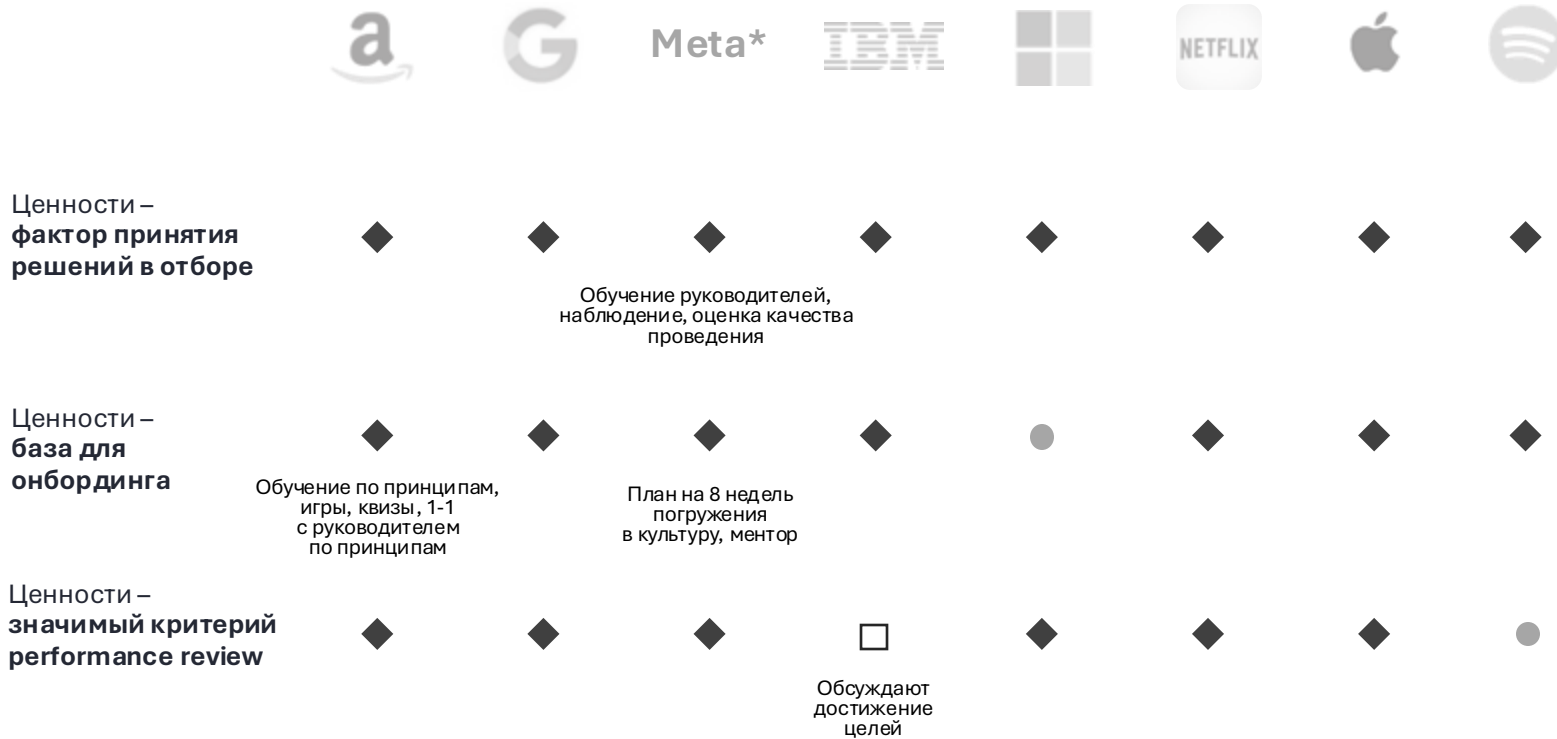 a
G
Meta*
IBM
NETFLIX
Ценности –
фактор принятия
решений в отборе
Обучение руководителей,
наблюдение, оценка качества
проведения
Ценности –
база для
онбординга
Обучение по принципам,
игры, квизы, 1-1
с руководителем
по принципам
План на 8 недель
погружения
в культуру, ментор
Ценности –
значимый критерий
performance review
Обсуждают
достижение
целей